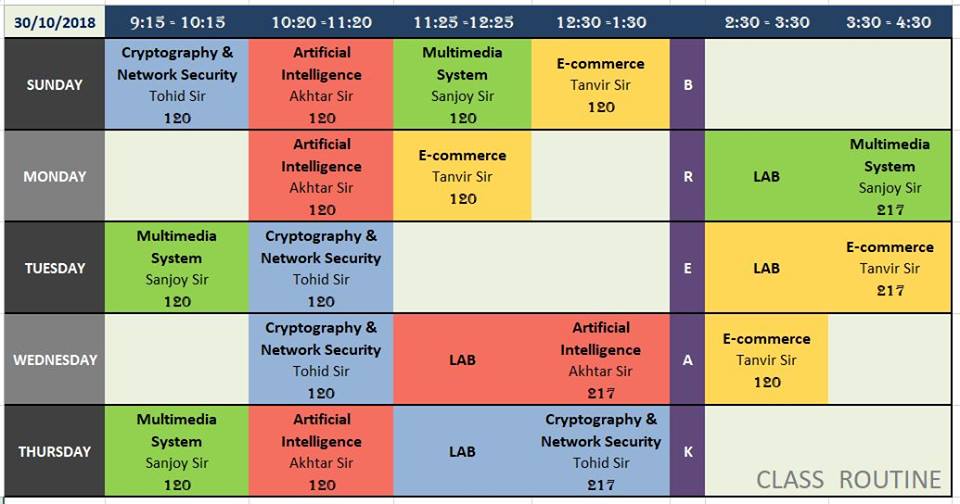 30/10/2018 9:15 - 10:15 10:20 -11:20 11:25 -12:25 12:30 -1:30 2:30 - 3:30 3:30 - 4:30
SUNDAY
Cryptography &
Network Security
Tohid Sir
120
Artificial
Intelligence
Akhtar Sir
120
Multimedia
System
Sanjoy Sir
120
E-commerce
Tanvir Sir
120
B
MONDAY
Artificial
Intelligence
Akhtar Sir
120
E-commerce
Tanvir Sir
120
R
LAB
Multimedia
System
Sanjoy Sir
217
TUESDAY
Multimedia
System
Sanjoy Sir
120
Cryptography &
Network Security
Tohid Sir
120
E
LAB
E-commerce
Tanvir Sir
217
WEDNESDAY
Cryptography &
Network Security
Tohid Sir
120
LAB
Artificial
Intelligence
Akhtar Sir
217
A
E-commerce
Tanvir Sir
120
THURSDAY
Multimedia
System
Sanjoy Sir
120
Artificial
Intelligence
Akhtar Sir
120
LAB
Cryptography &
Network Security
Tohid Sir
217
K
CLASS ROUTINE